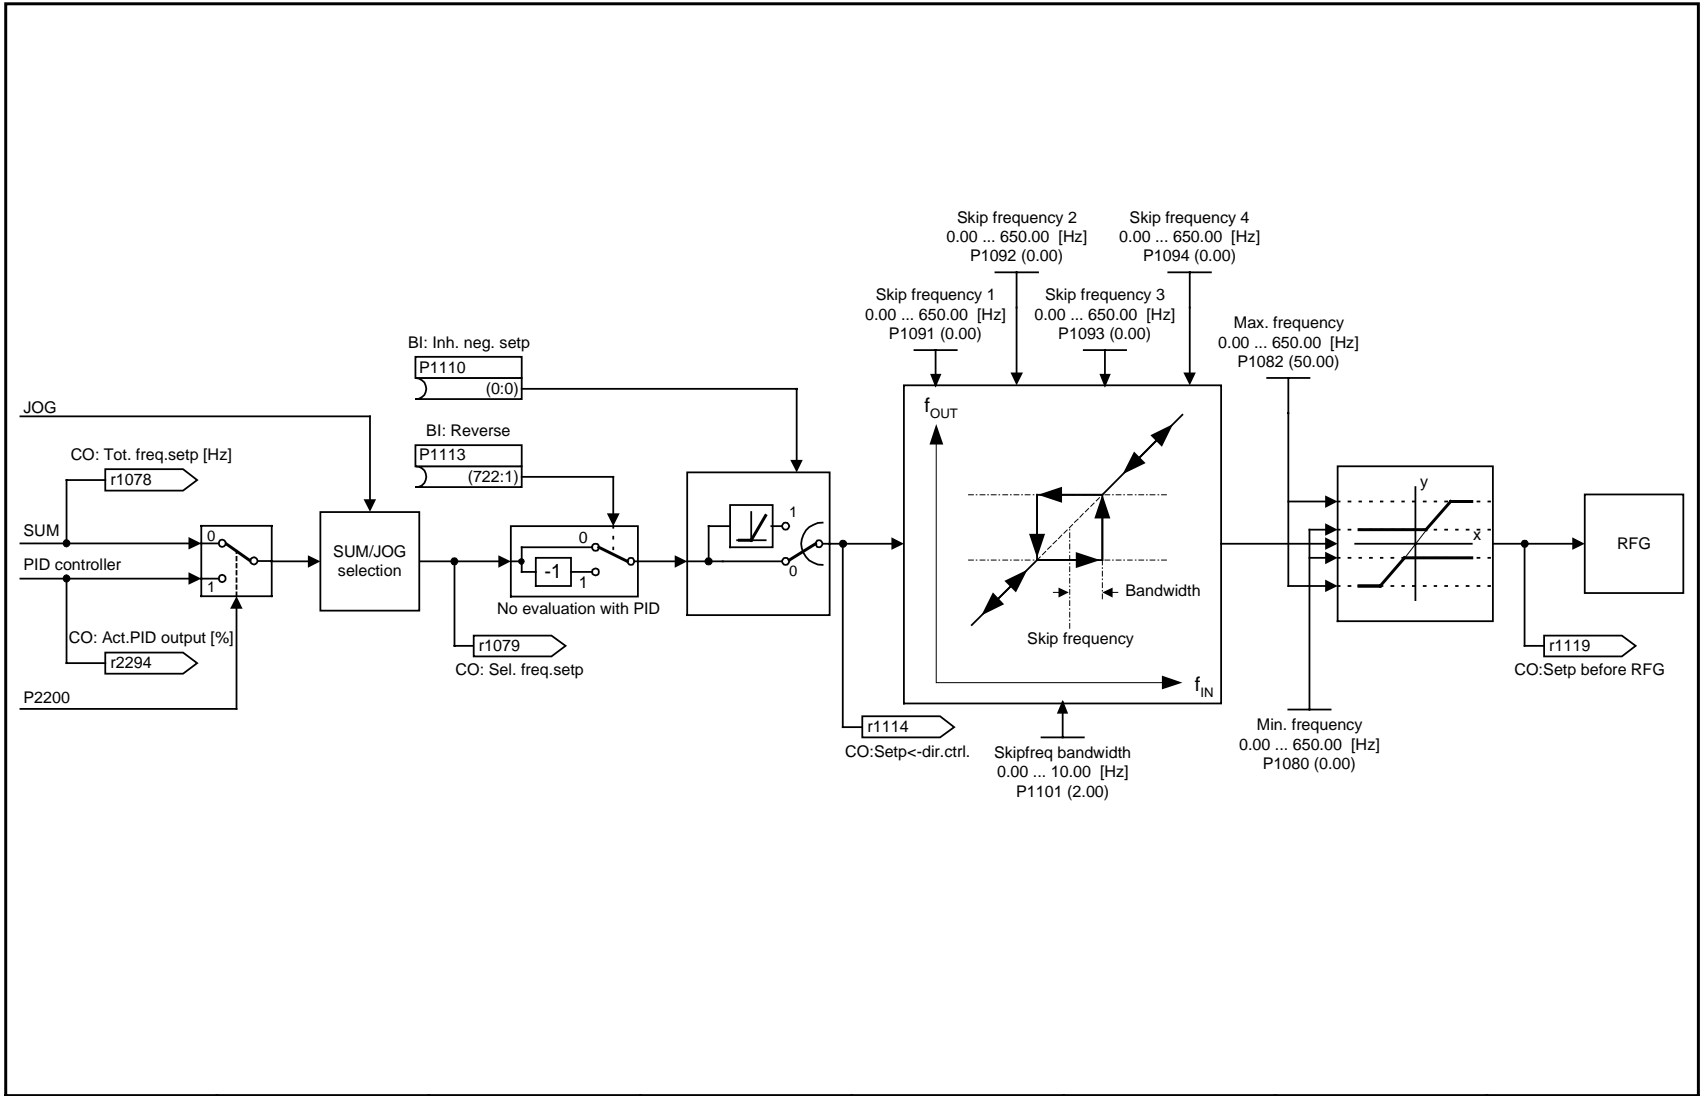 Skip frequency 2
0.00 ... 650.00 [Hz]
P1092 (0.00)
Skip frequency 4
0.00 ... 650.00 [Hz]
P1094 (0.00)
Skip frequency 1
0.00 ... 650.00 [Hz]
P1091 (0.00)
Skip frequency 3
0.00 ... 650.00 [Hz]
P1093 (0.00)
Max. frequency
0.00 ... 650.00 [Hz]
P1082 (50.00)
BI: Inh. neg. setp
P1110
(0:0)
JOG
BI: Reverse
P1113
(722:1)
CO: Tot. freq.setp [Hz]
r1078
SUM
0
PID controller
1
SUM/JOG
selection
0
-1
1
No evaluation with PID
1
0
fOUT
Bandwidth
Skip frequency
fIN
y
x
RFG
CO: Act.PID output [%]
r2294
P2200
r1079
CO: Sel. freq.setp
r1114
CO:Setp<-dir.ctrl.
Skipfreq bandwidth
0.00 ... 10.00 [Hz]
P1101 (2.00)
Min. frequency
0.00 ... 650.00 [Hz]
P1080 (0.00)
r1119
CO:Setp before RFG